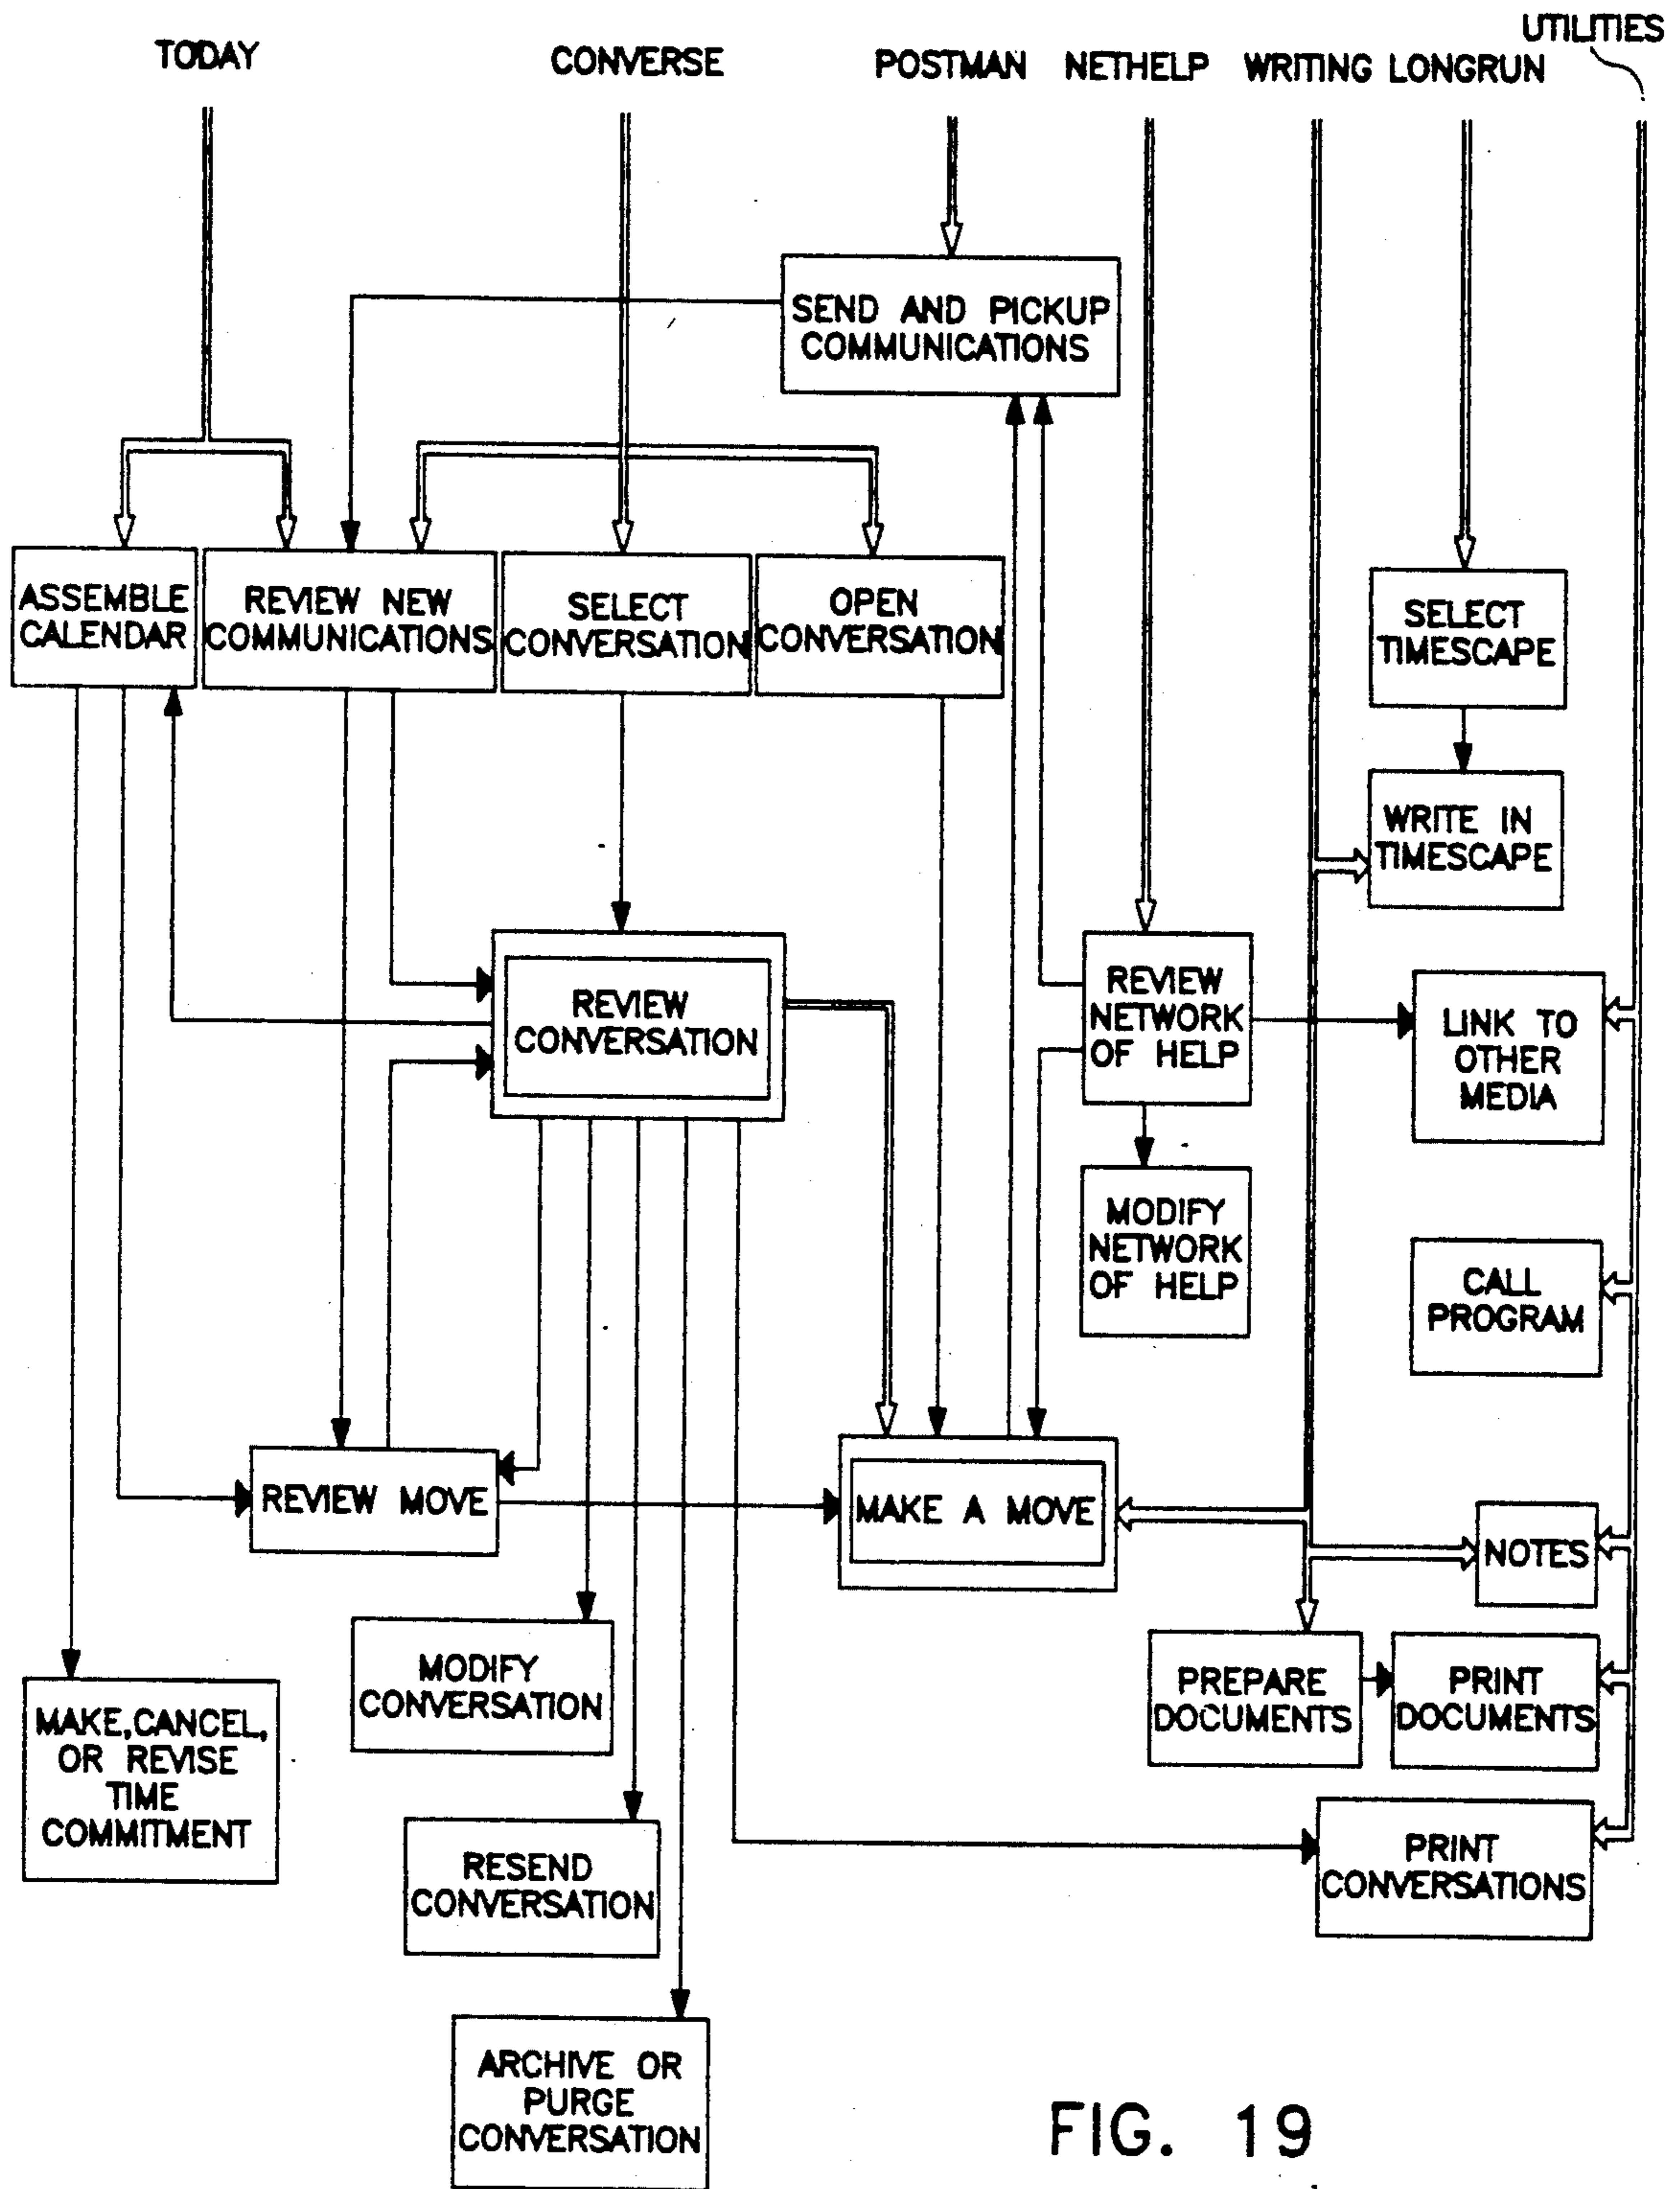 UTILITIES
TODAY
CONVERSE
POSTMAN
NETHELP
WRITING
LONGRUN
SEND AND PICKUP
COMMUNICATIONS
ASSEMBLE
CALENDAR
REVIEW NEW
COMMUNICATIONS
SELECT
CONVERSATION
OPEN
CONVERSATION
SELECT
TIMESCAPE
WRITE IN
TIMESCAPE
REVIEW
CONVERSATION
REVIEW
NETWORK
OF HELP
LINK TO
OTHER
MEDIA
MODIFY
NETWORK
OF HELP
CALL
PROGRAM
REVIEW MOVE
MAKE A MOVE
NOTES
MAKE, CANCEL,
OR REVISE
TIME
COMMITMENT
MODIFY
CONVERSATION
PREPARE
DOCUMENTS
PRINT
DOCUMENTS
RESEND
CONVERSATION
PRINT
CONVERSATIONS
ARCHIVE OR
PURGE
CONVERSATION
FIG. 19